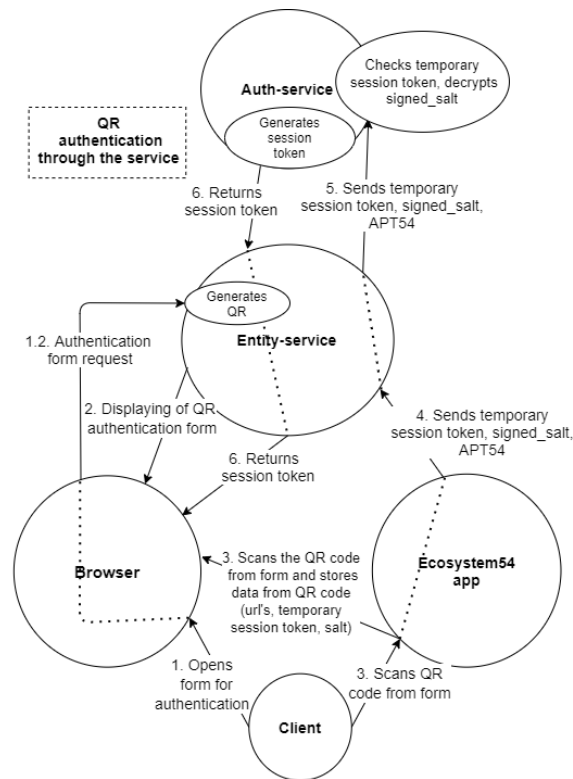 Auth-service
Checks temporary
session token, decrypts
signed_salt
Generates
session
token
QR
authentication
through the service
6. Returns
session token
5. Sends temporary
session token, signed_salt,
APT54
Generates
QR
Entity-service
1.2. Authentication
form request
2. Displaying of QR
authentication form
6. Returns
session token
4. Sends temporary
session token, signed_salt,
APT54
Browser
3. Scans the QR code
from form and stores
data from QR code
(url's, temporary
session token, salt)
Ecosystem54
app
1. Opens
form for
authentication
3. Scans QR
code from form
Client